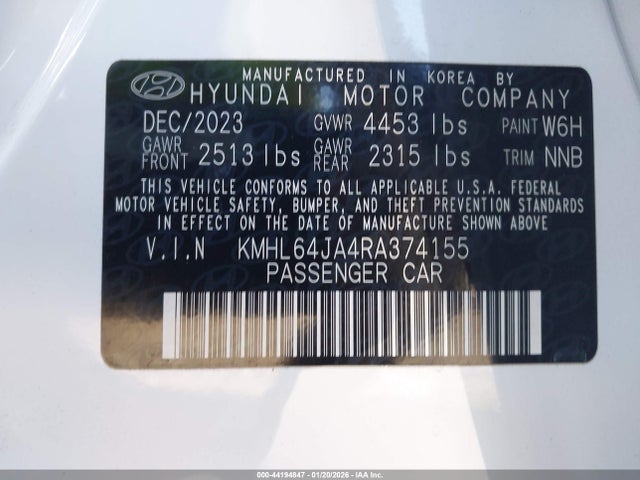 MANUFACTURED IN KOREA BY
HYUNDAI MOTOR COMPANY
DEC/2023 GVWR 4453 lbs PAINT W6H
GAWR FRONT 2513 lbs GAWR REAR 2315 lbs TRIM NNB
THIS VEHICLE CONFORMS TO ALL APPLICABLE U.S.A. FEDERAL
MOTOR VEHICLE SAFETY, BUMPER, AND THEFT PREVENTION STANDARDS
IN EFFECT ON THE DATE OF MANUFACTURE SHOWN ABOVE
V.I.N KMHL64JA4RA374155
PASSENGER CAR
000-44194847 - 01/20/2026 - IAA Inc.